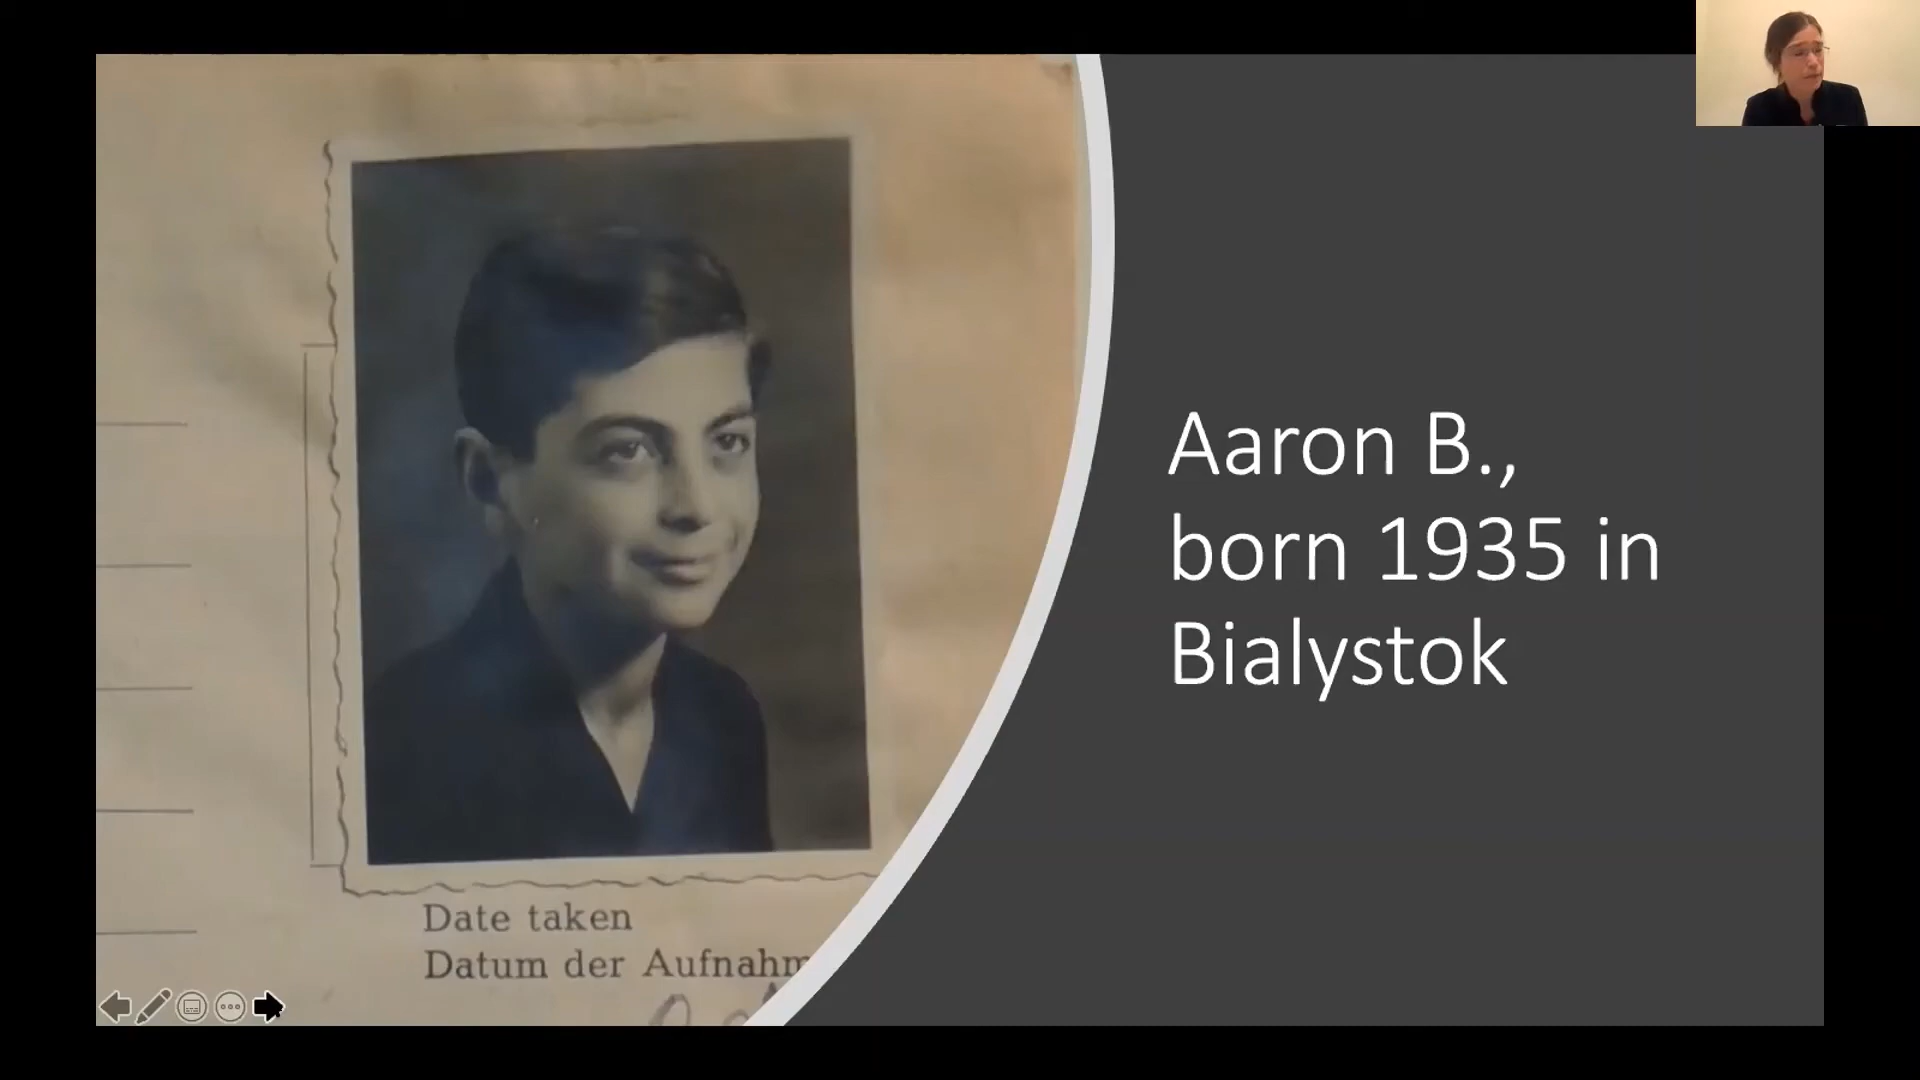 Aaron B.,
born 1935 in
Bialystok
Date taken
Datum der Aufnahm